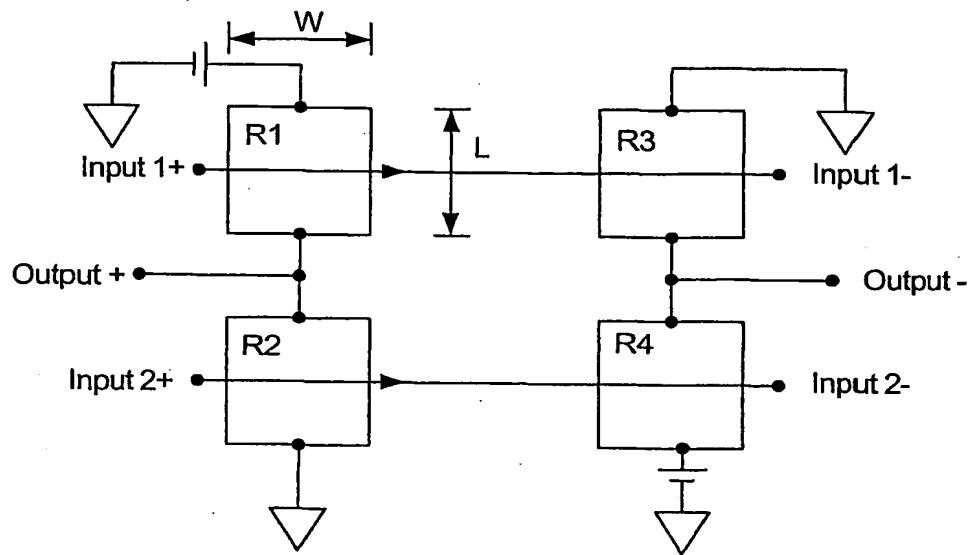 W
R1
L
R3
Input 1+
Input 1-
Output +
Output -
R2
R4
Input 2+
Input 2-